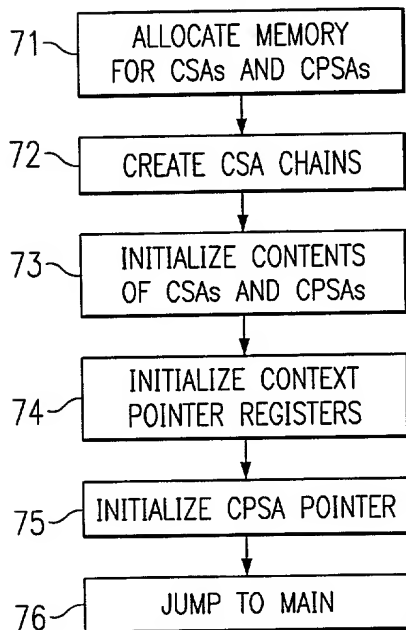 71
ALLOCATE MEMORY
FOR CSAs AND CPSAs
72
CREATE CSA CHAINS
73
INITIALIZE CONTENTS
OF CSAs AND CPSAs
74
INITIALIZE CONTEXT
POINTER REGISTERS
75
INITIALIZE CPSA POINTER
76
JUMP TO MAIN